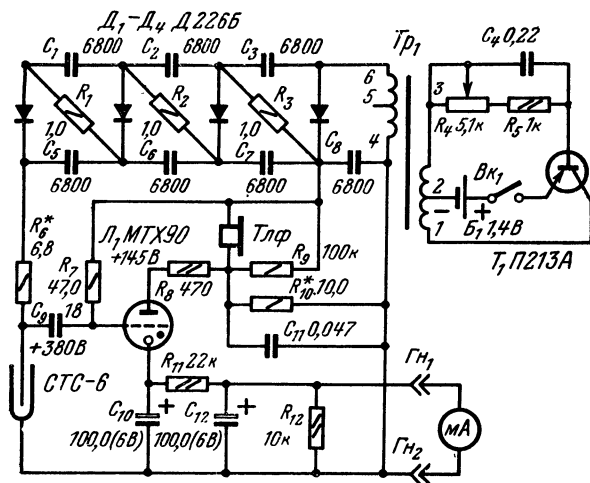 Д₁–Д₄ Д226Б
C₁ 6800
C₂ 6800
C₃ 6800
Тр₁
C₄ 0,22
6
5
4
3
2
1
R₁
1,0
R₂
1,0
R₃
1,0
C₈
6800
R₄ 5,1к
R₅ 1к
C₅
6800
C₆
6800
C₇
6800
Вк₁
−
+
Б₁ 1,4В
Т₁ П213А
R₆*
6,8
Л₁ МТХ90
+145В
Тлф
R₇
47,0
R₈ 470
R₉
100к
R₁₀* 10,0
C₉
18
+380В
C₁₁ 0,047
СТС-6
R₁₁ 22к
Гн₁
C₁₀
+
100,0(6В)
C₁₂
+
100,0(6В)
R₁₂
10к
мА
Гн₂